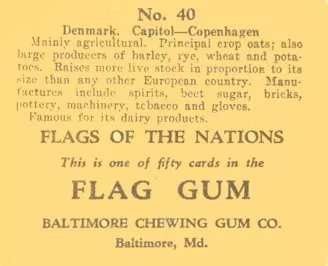 No. 40
Denmark. Capitol—Copenhagen
Mainly agricultural. Principal crop oats; also
large producers of barley, rye, wheat and pota-
toes. Raises more live stock in proportion to its
size than any other European country. Manu-
factures include spirits, beet sugar, bricks,
pottery, machinery, tobacco and gloves.
Famous for its dairy products.
FLAGS OF THE NATIONS
This is one of fifty cards in the
FLAG GUM
BALTIMORE CHEWING GUM CO.
Baltimore, Md.